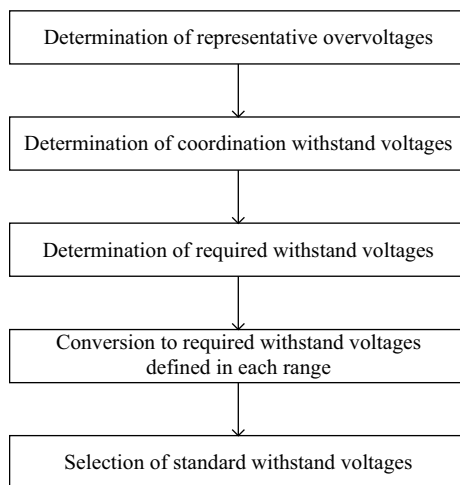 Determination of representative overvoltages
Determination of coordination withstand voltages
Determination of required withstand voltages
Conversion to required withstand voltages
defined in each range
Selection of standard withstand voltages